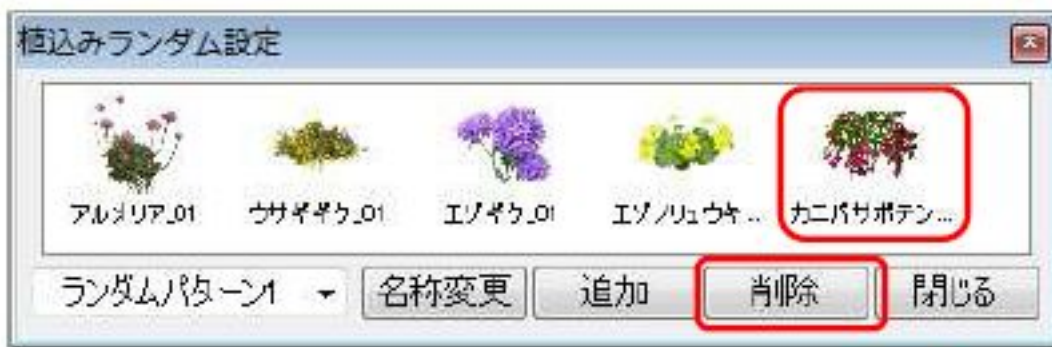 植込みランダム設定
アルメリア_01 ウサギギク_01 エゾギク_01 エゾノリュウキ... カニバサボテン...
ランダムパターン1 名称変更 追加 削除 閉じる